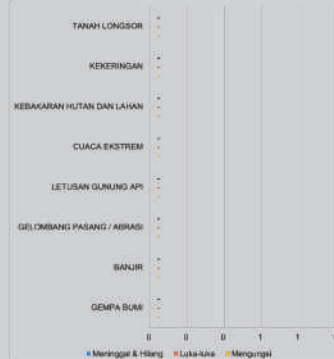 TANAH LONGSOR
KEKERINGAN
KEBAKARAN HUTAN DAN LAHAN
CUACA EKSTREM
LETUSAN GUNUNG API
GELOMBANG PASANG / ABRASI
BANJIR
GEMPA BUMI
0 0 0 1 1
Meninggal & Hilang Luka-luka Mengungsi